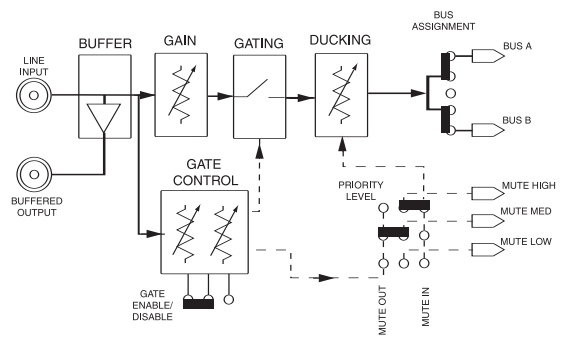 BUS
ASSIGNMENT
BUFFER
GAIN
GATING
DUCKING
LINE
INPUT
BUS A
BUS B
BUFFERED
OUTPUT
GATE
CONTROL
PRIORITY
LEVEL
MUTE HIGH
MUTE MED
MUTE LOW
GATE
ENABLE/
DISABLE
MUTE OUT
MUTE IN